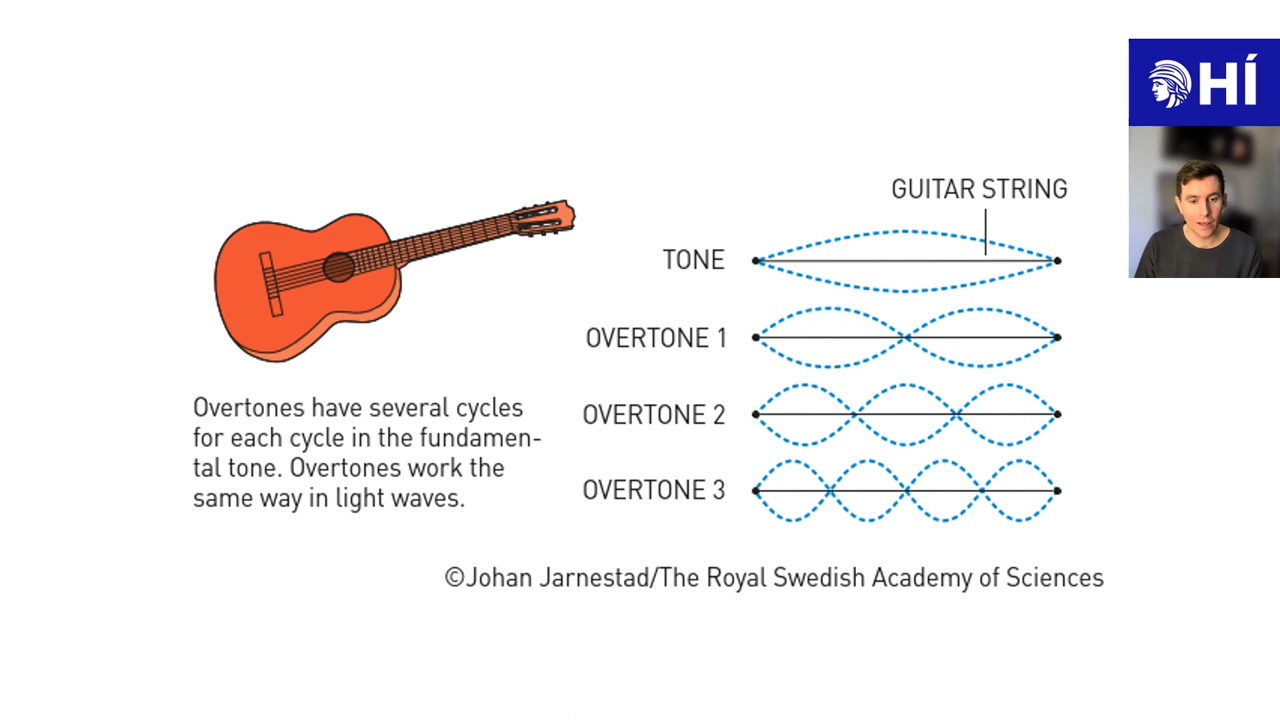 HÍ
GUITAR STRING
TONE
OVERTONE 1
OVERTONE 2
OVERTONE 3
Overtones have several cycles
for each cycle in the fundamen-
tal tone. Overtones work the
same way in light waves.
©Johan Jarnestad/The Royal Swedish Academy of Sciences